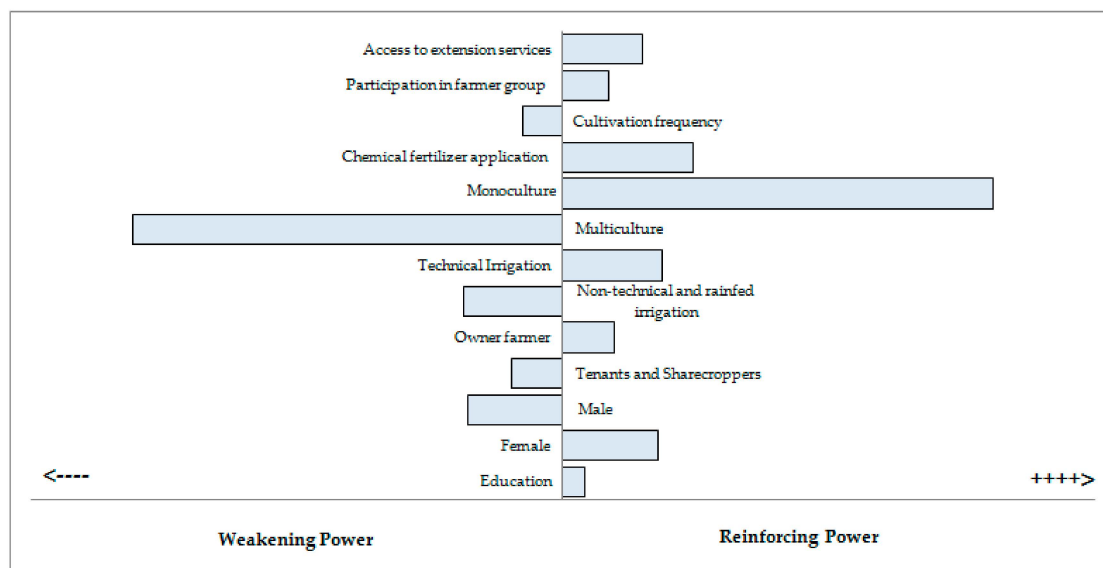 Access to extension services
Participation in farmer group
Cultivation frequency
Chemical fertilizer application
Monoculture
Multiculture
Technical Irrigation
Non-technical and rainfed
irrigation
Owner farmer
Tenants and Sharecroppers
Male
Female
Education
<----
++++>
Weakening Power
Reinforcing Power